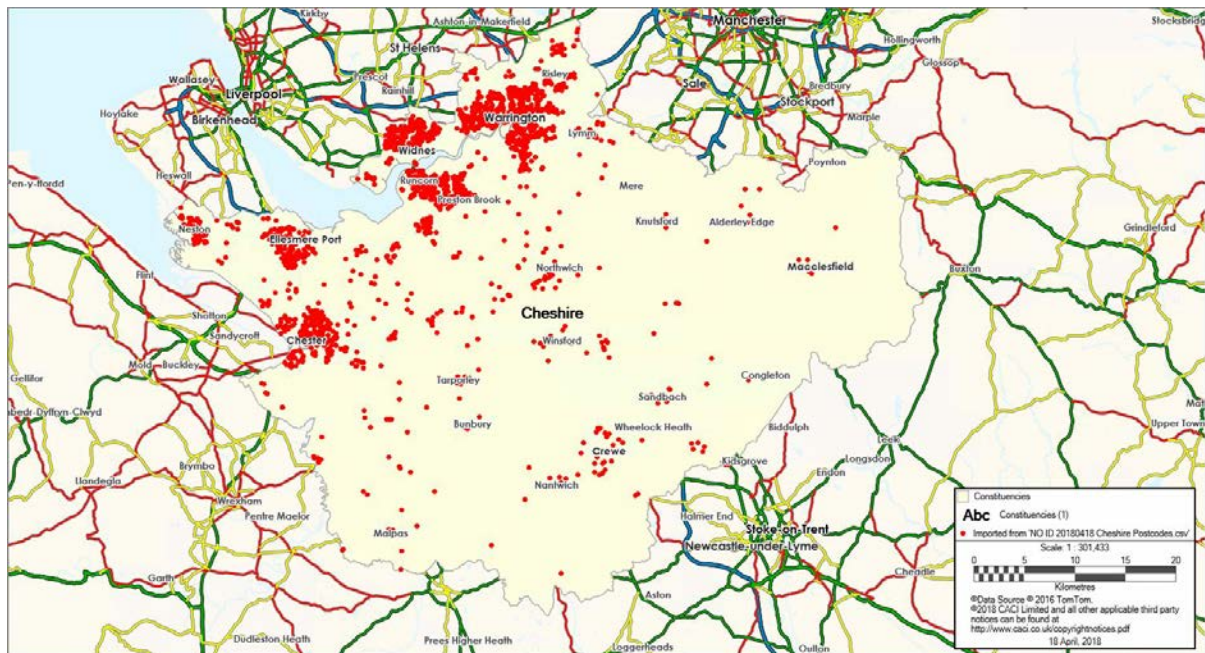 Kirkby
Ashton-in-Makerfield
Manchester
Stocksbridge
Hollingworth
St Helens
Glossop
Wallasey
Prescot
Risley
Liverpool
Rainhill
Sale
Bredbury
Hoylake
Birkenhead
Warrington
Stockport
Marple
Widnes
Lymm
Poynton
Heswall
Runcorn
Pen-y-ffordd
Preston Brook
Mere
Neston
Knutsford
Alderley Edge
Grindleford
Ellesmere Port
Northwich
Macclesfield
Buxton
Flint
Cheshire
Shotton
Sandycroft
Chester
Winsford
Mold
Buckley
Gellifor
Tarporley
Congleton
Sandbach
Bunbury
Wheelock Heath
Biddulph
Upper Town
Crewe
Leek
Brymbo
Kidsgrove
Longsdon
Llandegla
Nantwich
Endon
Wrexham
Pentre Maelor
Halmer End
Stoke-on-Trent
Malpas
Newcastle-under-Lyme
Cheadle
Garth
Aston
Dudleston Heath
Prees Higher Heath
Loggerheads
Oulton
Constituencies
Abc Constituencies (1)
Imported from 'NO ID 20180418 Cheshire Postcodes.csv'
Scale: 1 : 301,433
0 5 10 15 20
Kilometres
©Data Source © 2016 TomTom.
©2018 CACI Limited and all other applicable third party
notices can be found at
http://www.caci.co.uk/copyrightnotices.pdf
18 April, 2018